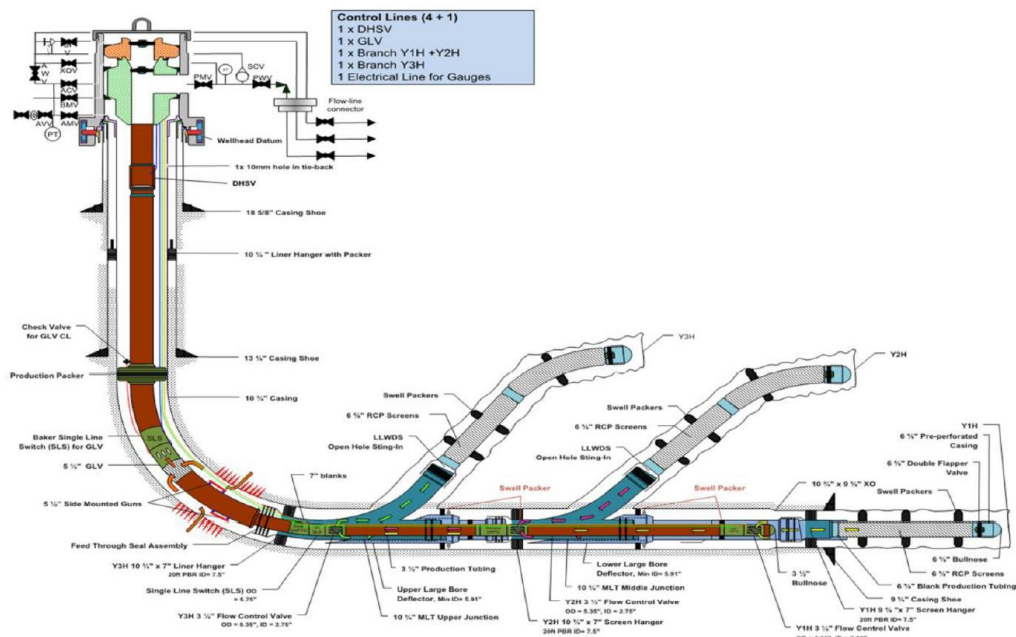 Control Lines (4 + 1)
1 x DHSV
1 x GLV
1 x Branch Y1H +Y2H
1 x Branch Y3H
1 Electrical Line for Gauges
XOV
ACV
BMV
AVV
AMV
PT
PMV
SCV
PWV
Flow-line
connector
Wellhead Datum
1x 10mm hole in tie-back
DHSV
18 5/8" Casing Shoe
10 ¾" Liner Hanger with Packer
Check Valve
for GLV CL
13 ⅜" Casing Shoe
Production Packer
10 ¾" Casing
Baker Single Line
Switch (SLS) for GLV
SLS
5 ½" GLV
5 ½" Side Mounted Guns
7" blanks
Feed Through Seal Assembly
Y3H 10 ¾" x 7" Liner Hanger
20ft PBR ID= 7.5"
Single Line Switch (SLS) OD
= 5.75"
Y3H 3 ½" Flow Control Valve
OD = 5.35", ID = 2.75"
3 ½" Production Tubing
Upper Large Bore
Deflector, Min ID= 5.91"
10 ¾" MLT Upper Junction
Swell Packers
6 ⅝" RCP Screens
LLWDS
Open Hole Sting-In
Y3H
Swell Packer
Swell Packers
6 ⅝" RCP Screens
LLWDS
Open Hole Sting-In
Y2H
Swell Packer
Lower Large Bore
Deflector, Min ID= 5.91"
10 ¾" MLT Middle Junction
Y2H 3 ½" Flow Control Valve
OD = 5.35", ID = 2.75"
Y2H 10 ¾" x 7" Screen Hanger
20ft PBR ID= 7.5"
Y1H
6 ⅝" Pre-perforated
Casing
6 ⅝" Double Flapper
Valve
Swell Packers
10 ¾" x 9 ⅝" XO
3 ½"
Bullnose
6 ⅝" Bullnose
6 ⅝" RCP Screens
6 ⅝" Blank Production Tubing
9 ⅝" Casing Shoe
Y1H 9 ⅝" x 7" Screen Hanger
20ft PBR ID= 7.5"
Y1H 3 ½" Flow Control Valve